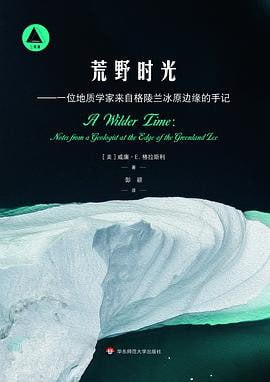 荒野时光
——一位地质学家来自格陵兰冰原边缘的手记
A Wilder Time:
Notes from a Geologist at the Edge of the Greenland Ice
[美] 威廉·E.格拉斯利
著
彭颖
译
华东师范大学出版社